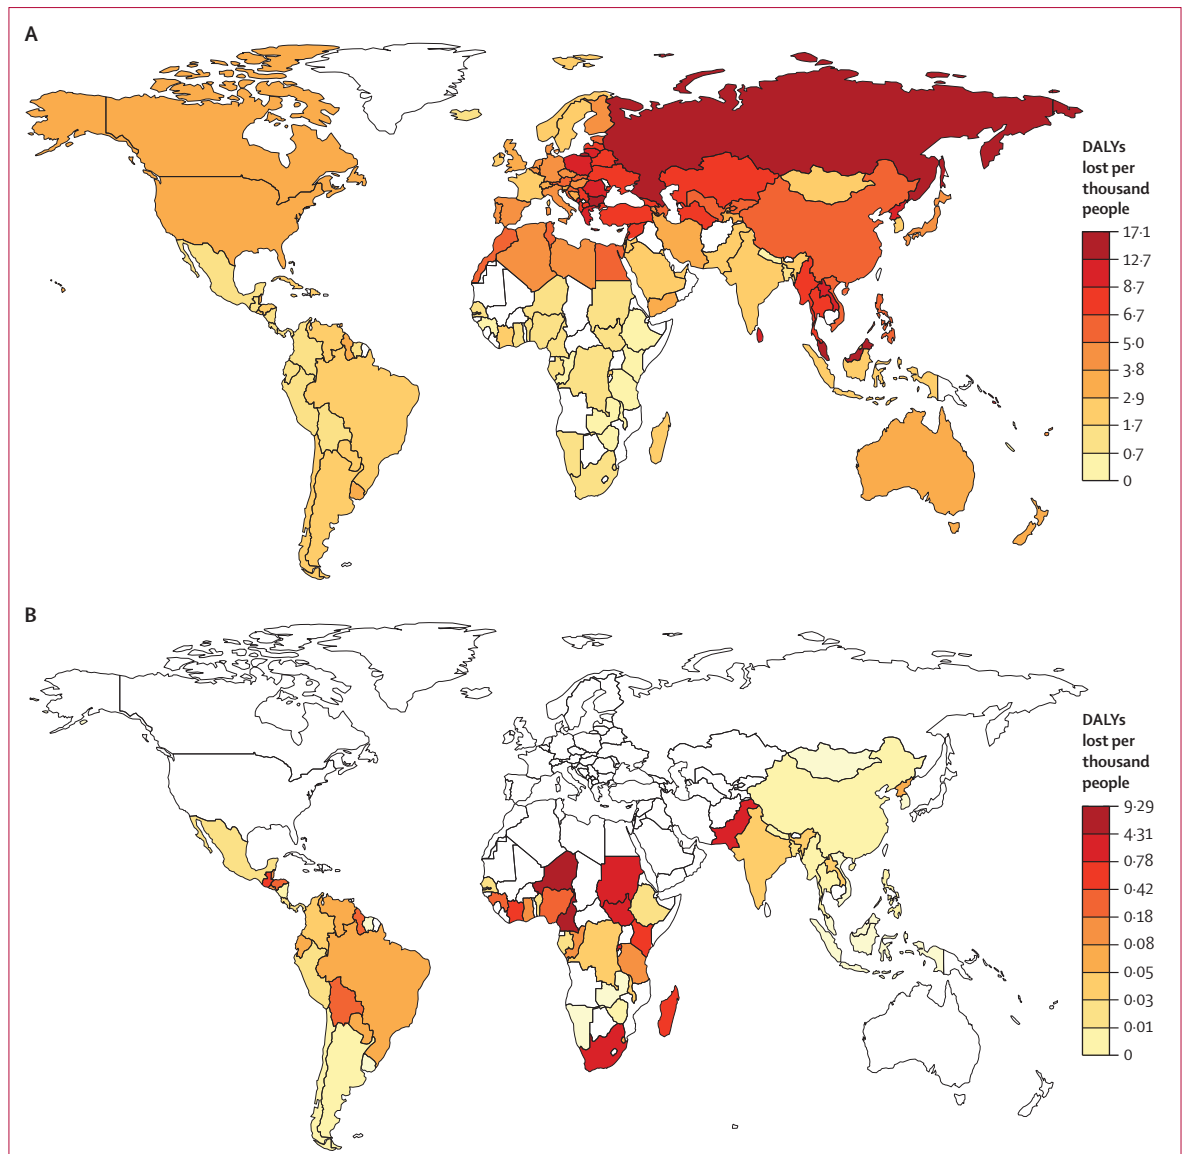 A
DALYs
lost per
thousand
people
17·1
12·7
8·7
6·7
5·0
3·8
2·9
1·7
0·7
0
B
DALYs
lost per
thousand
people
9·29
4·31
0·78
0·42
0·18
0·08
0·05
0·03
0·01
0